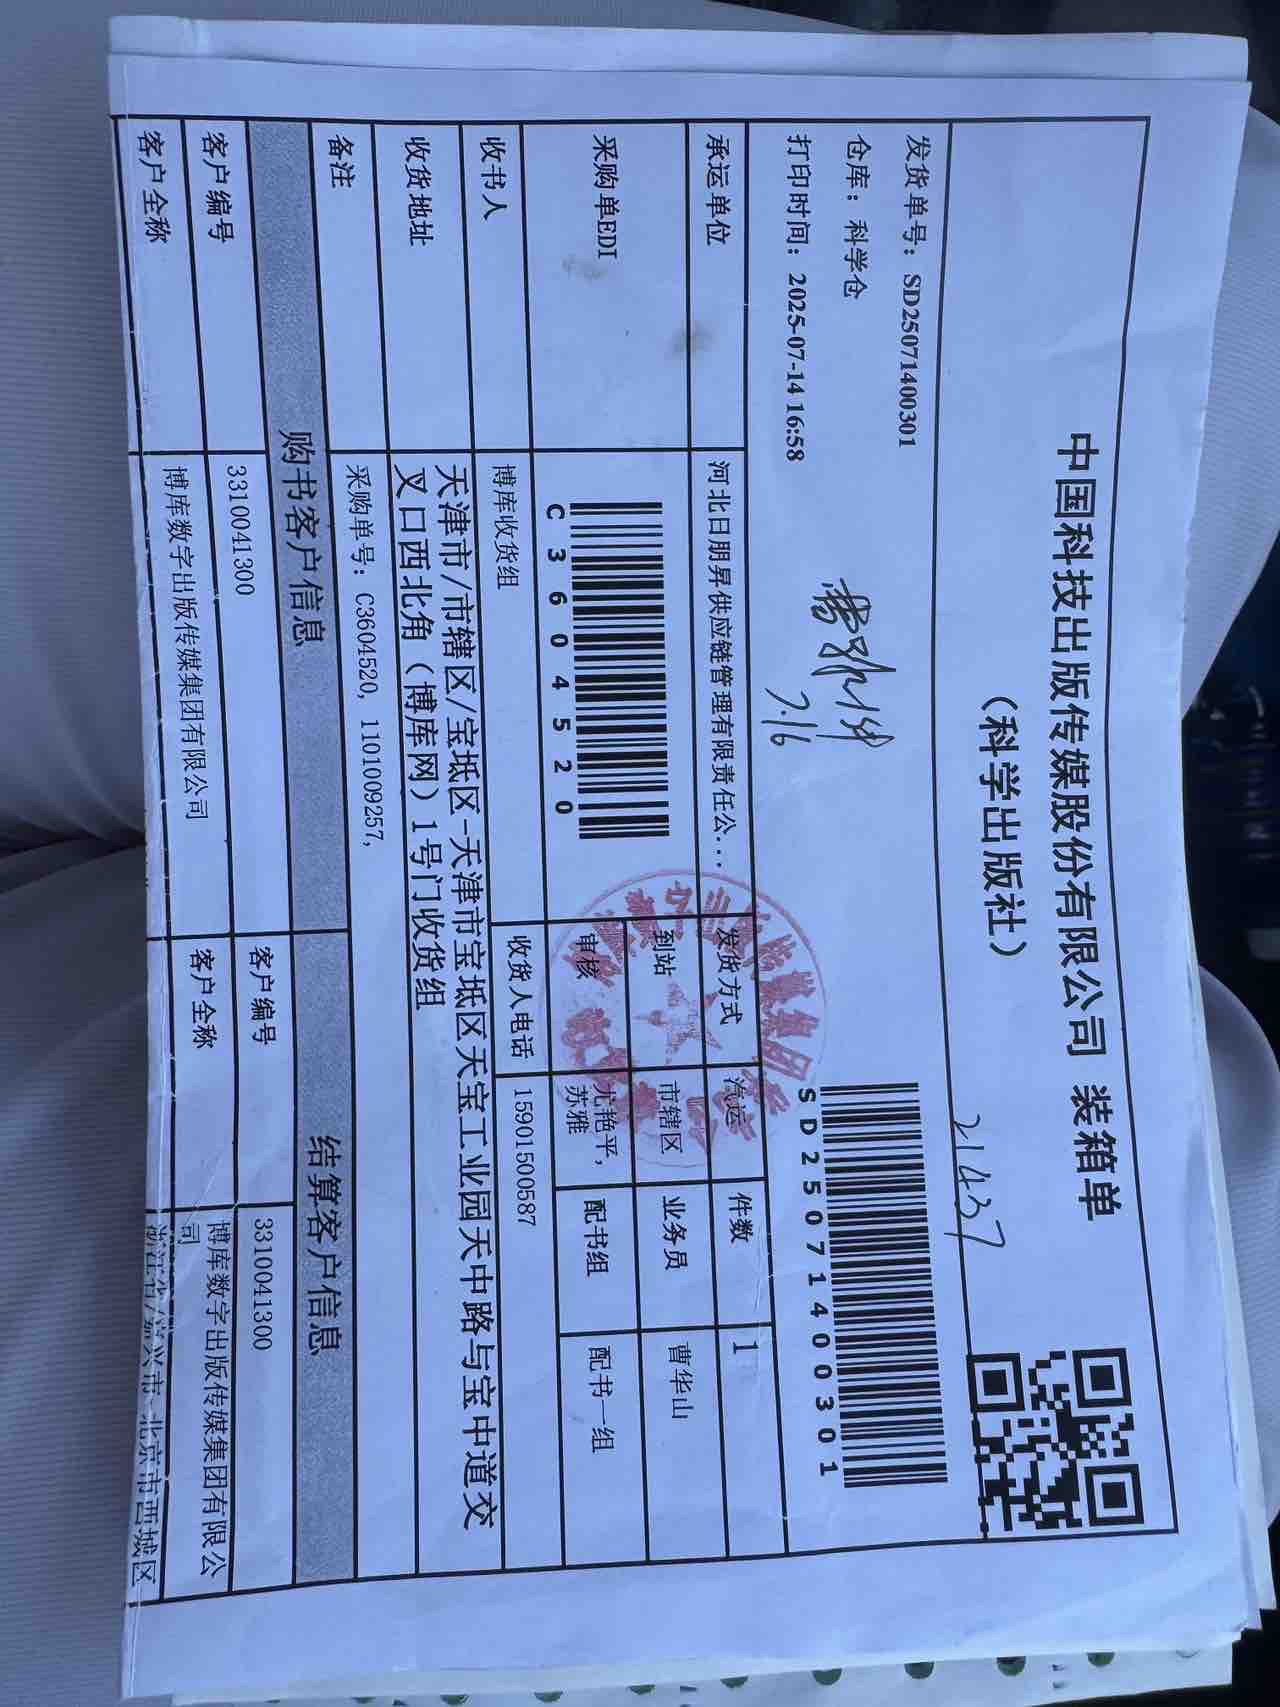 中国科技出版传媒股份有限公司 装箱单
（科学出版社）
21437
发货单号：SD2507140301
仓库：科学仓
打印时间：2025-07-14 16:58
7.16
SD2507140301
承运单位 河北日朋昇供应链管理有限责任公... 发货方式 汽运 件数 1
采购单EDI C3604520 到站 市辖区 业务员 曹华山
审核 尤艳平，苏雅 配书组 配书一组
收书人 博库收货组 收货人电话 15901500587
收货地址 天津市/市辖区/宝坻区-天津市宝坻区天宝工业园天中路与宝中道交
叉口西北角（博库网）1号门收货组
备注 采购单号：C3604520，1101009257，
购书客户信息 结算客户信息
客户编号 3310041300 客户编号 3310041300
客户全称 博库数字出版传媒集团有限公司 客户全称 博库数字出版传媒集团有限公
司
北京市西城区